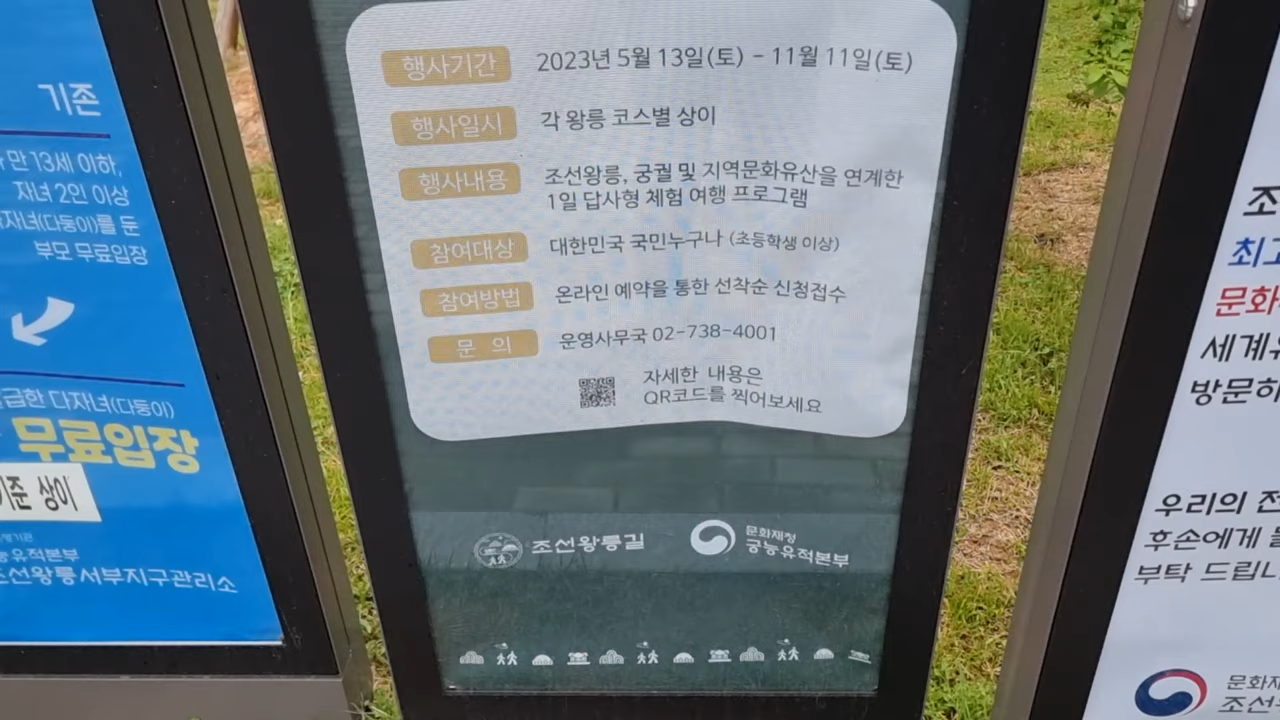 기존
만 13세 이하,
자녀 2인 이상
다자녀(다둥이)를 둔
부모 무료입장
다자녀(다둥이)
무료입장
기준 상이
궁능유적본부
조선왕릉서부지구관리소
행사기간 2023년 5월 13일(토) - 11월 11일(토)
행사일시 각 왕릉 코스별 상이
행사내용 조선왕릉, 궁궐 및 지역문화유산을 연계한
1일 답사형 체험 여행 프로그램
참여대상 대한민국 국민누구나 (초등학생 이상)
참여방법 온라인 예약을 통한 선착순 신청접수
문 의 운영사무국 02-738-4001
자세한 내용은
QR코드를 찍어보세요
조선왕릉길
문화재청
궁능유적본부
조
최고
문화
세계
방문하
우리의 전
후손에게
부탁 드립니
문화재
조선